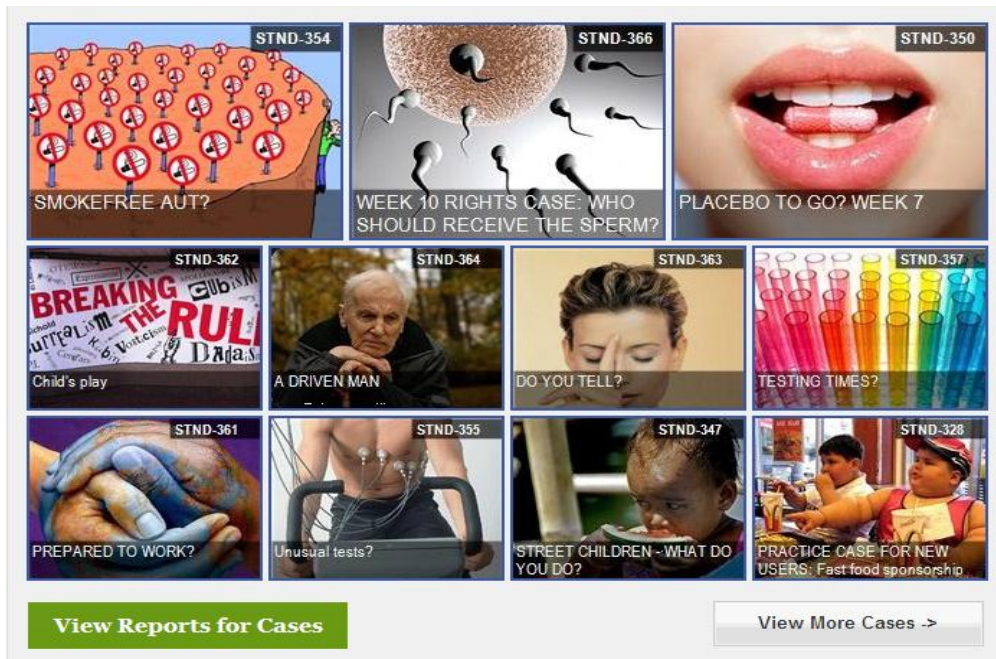 STND-354
SMOKEFREE AUT?
STND-366
WEEK 10 RIGHTS CASE: WHO
SHOULD RECEIVE THE SPERM?
STND-350
PLACEBO TO GO? WEEK 7
STND-362
BREAKING
THE
RUL
CUbISM
Vorticism
Dadais
Child's play
STND-364
A DRIVEN MAN
STND-363
DO YOU TELL?
STND-357
TESTING TIMES?
STND-361
PREPARED TO WORK?
STND-355
Unusual tests?
STND-347
STREET CHILDREN - WHAT DO
YOU DO?
STND-328
PRACTICE CASE FOR NEW
USERS: Fast food sponsorship
View Reports for Cases
View More Cases ->